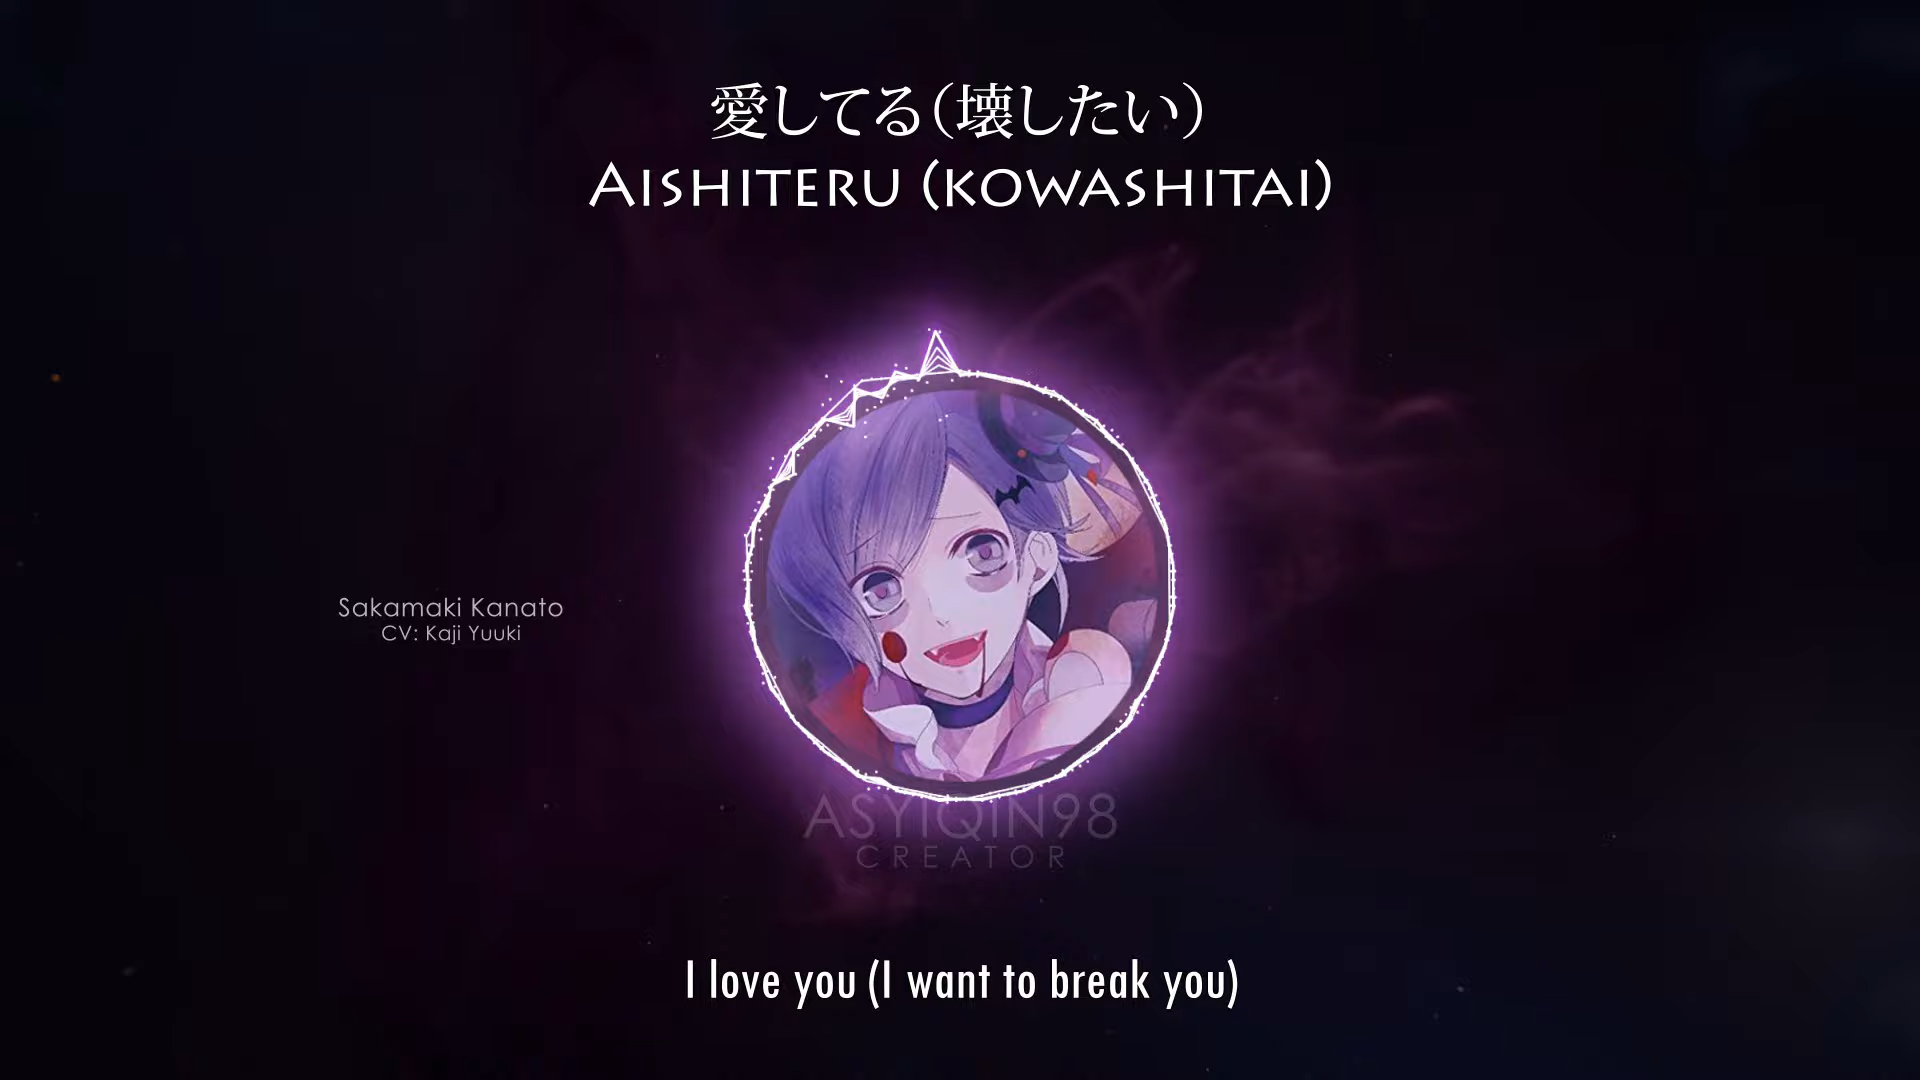 愛してる（壊したい）
AISHITERU (KOWASHITAI)
Sakamaki Kanato
CV: Kaji Yuuki
ASYIQIN98
CREATOR
I love you (I want to break you)